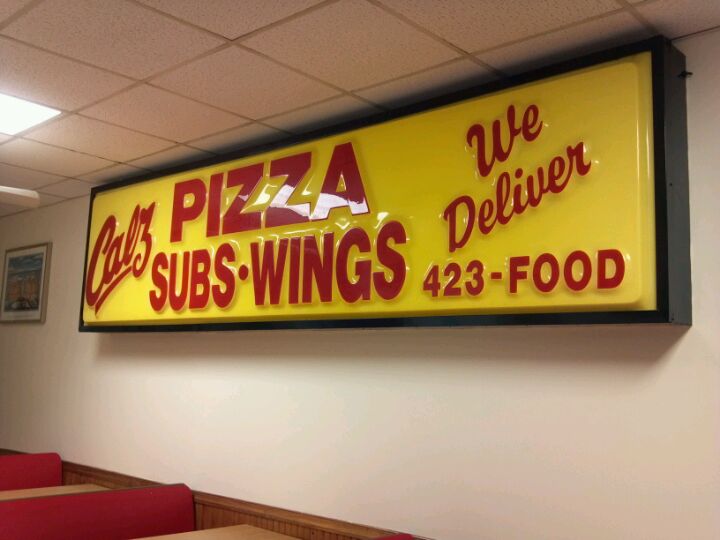 Calz
PIZZA
SUBS·WINGS
We
Deliver
423-FOOD